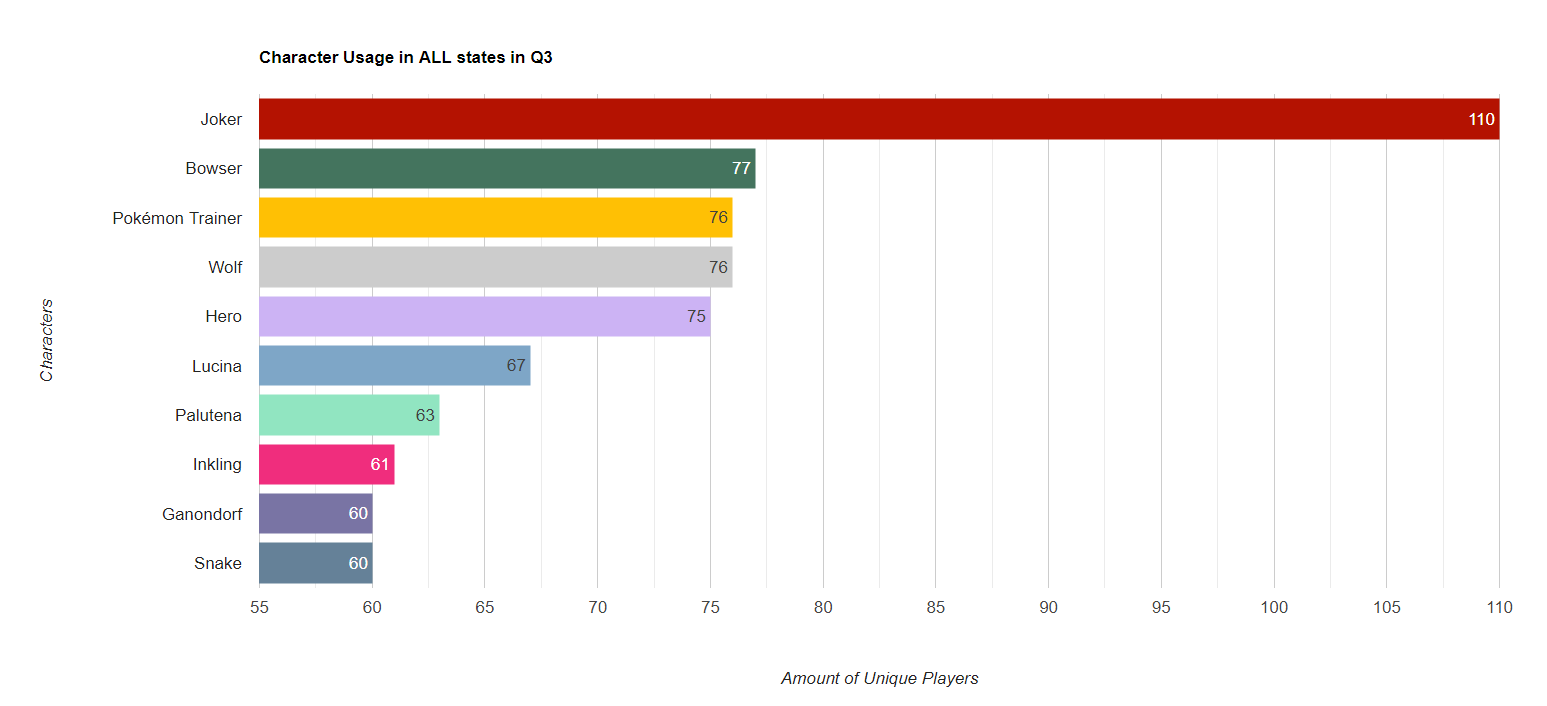 Character Usage in ALL states in Q3
Joker 110
Bowser 77
Pokémon Trainer 76
Wolf 76
Hero 75
Lucina 67
Palutena 63
Inkling 61
Ganondorf 60
Snake 60
Characters
55 60 65 70 75 80 85 90 95 100 105 110
Amount of Unique Players